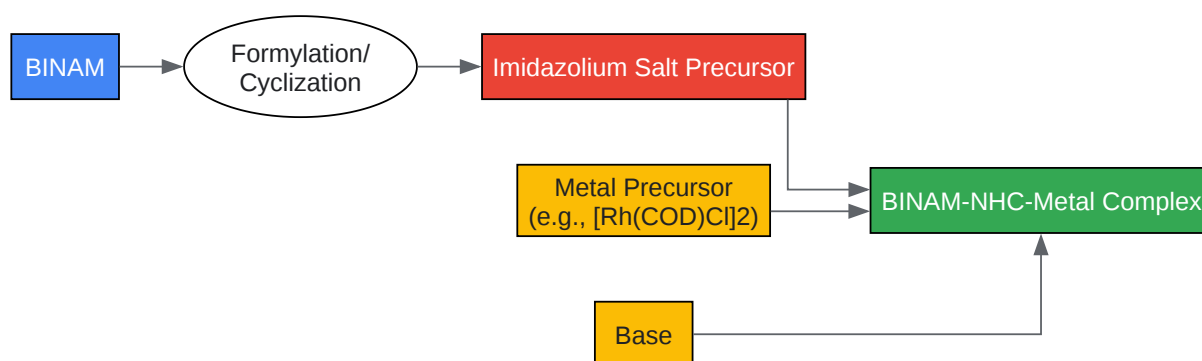 BINAM
Formylation/
Cyclization
Imidazolium Salt Precursor
Metal Precursor
(e.g., [Rh(COD)Cl]2)
BINAM-NHC-Metal Complex
Base